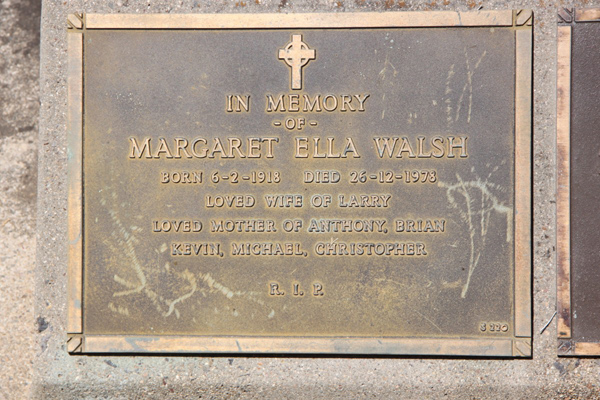 IN MEMORY
-OF-
MARGARET ELLA WALSH
BORN 6-2-1918 DIED 26-12-1978
LOVED WIFE OF LARRY
LOVED MOTHER OF ANTHONY, BRIAN
KEVIN, MICHAEL, CHRISTOPHER
R. I. P.